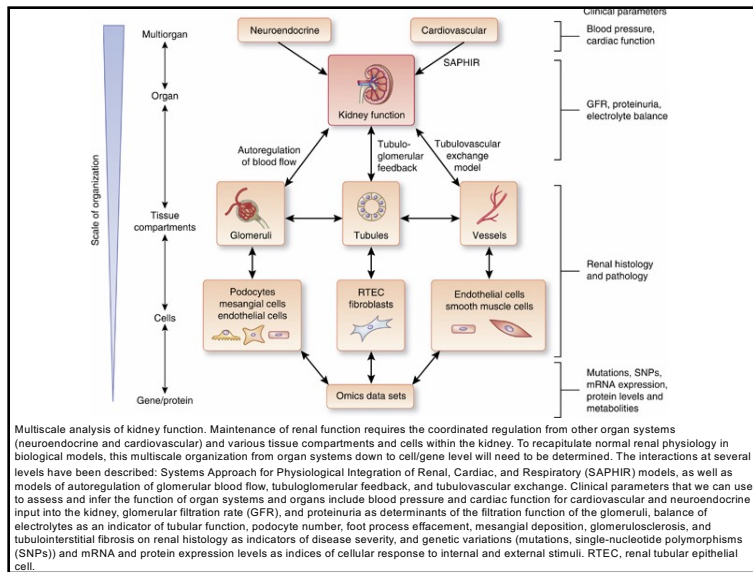 Clinical parameters
Multiorgan
Neuroendocrine
Cardiovascular
Blood pressure,
cardiac function
SAPHIR
Organ
Kidney function
GFR, proteinuria,
electrolyte balance
Autoregulation
of blood flow
Tubulo-
glomerular
feedback
Tubulovascular
exchange
model
Scale of organization
Tissue
compartments
Glomeruli
Tubules
Vessels
Renal histology
and pathology
Podocytes
mesangial cells
endothelial cells
RTEC
fibroblasts
Endothelial cells
smooth muscle cells
Cells
Mutations, SNPs,
mRNA expression,
protein levels and
metabolities
Gene/protein
Omics data sets
Multiscale analysis of kidney function. Maintenance of renal function requires the coordinated regulation from other organ systems
(neuroendocrine and cardiovascular) and various tissue compartments and cells within the kidney. To recapitulate normal renal physiology in
biological models, this multiscale organization from organ systems down to cell/gene level will need to be determined. The interactions at several
levels have been described: Systems Approach for Physiological Integration of Renal, Cardiac, and Respiratory (SAPHIR) models, as well as
models of autoregulation of glomerular blood flow, tubuloglomerular feedback, and tubulovascular exchange. Clinical parameters that we can use
to assess and infer the function of organ systems and organs include blood pressure and cardiac function for cardiovascular and neuroendocrine
input into the kidney, glomerular filtration rate (GFR), and proteinuria as determinants of the filtration function of the glomeruli, balance of
electrolytes as an indicator of tubular function, podocyte number, foot process effacement, mesangial deposition, glomerulosclerosis, and
tubulointerstitial fibrosis on renal histology as indicators of disease severity, and genetic variations (mutations, single-nucleotide polymorphisms
(SNPs)) and mRNA and protein expression levels as indices of cellular response to internal and external stimuli. RTEC, renal tubular epithelial
cell.